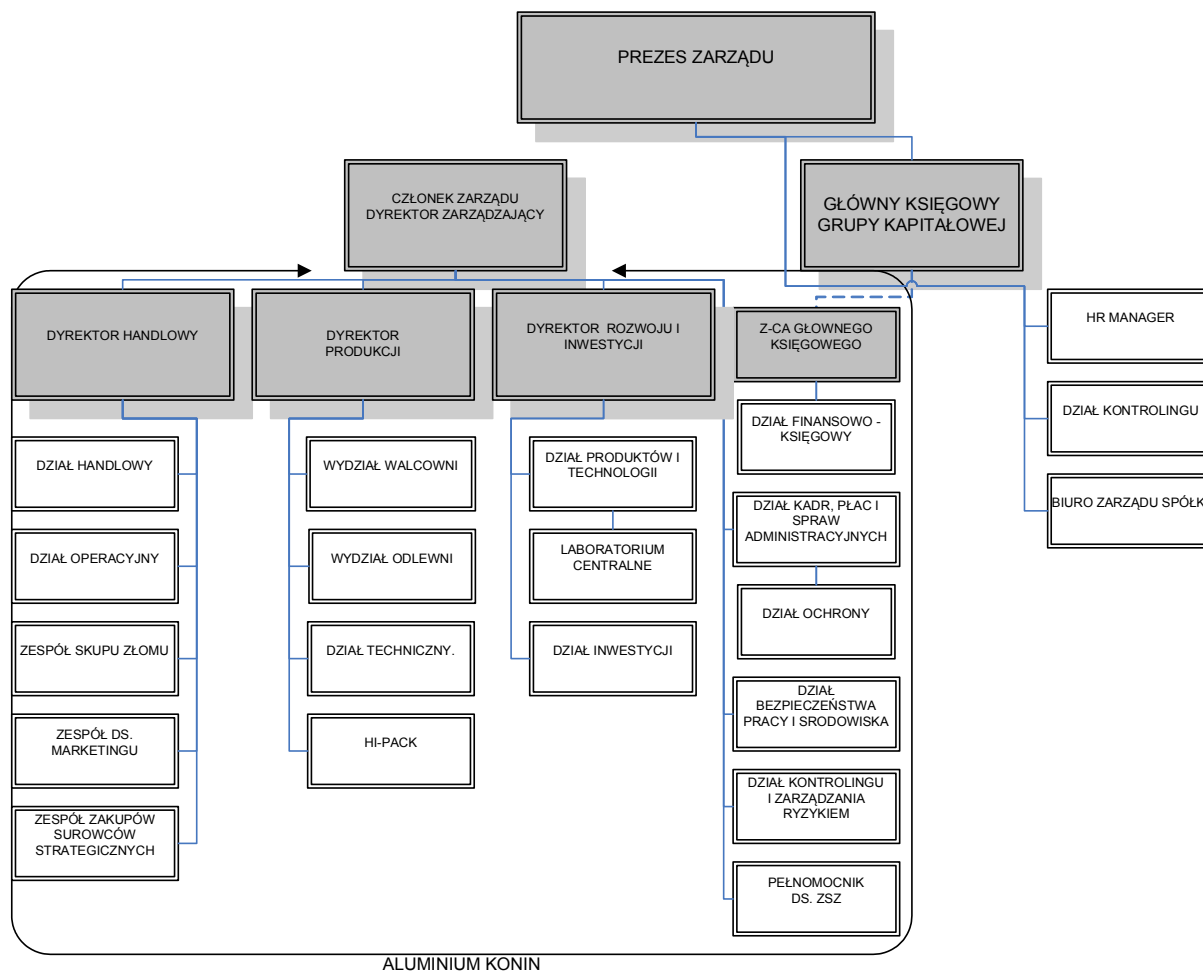 PREZES ZARZĄDU
CZŁONEK ZARZĄDU
DYREKTOR ZARZĄDZAJĄCY
GŁÓWNY KSIĘGOWY
GRUPY KAPITAŁOWEJ
DYREKTOR HANDLOWY
DYREKTOR
PRODUKCJI
DYREKTOR ROZWOJU I
INWESTYCJI
Z-CA GŁOWNEGO
KSIĘGOWEGO
HR MANAGER
DZIAŁ KONTROLINGU
BIURO ZARZĄDU SPÓŁK
DZIAŁ HANDLOWY
DZIAŁ OPERACYJNY
ZESPÓŁ SKUPU ZŁOMU
ZESPÓŁ DS.
MARKETINGU
ZESPÓŁ ZAKUPÓW
SUROWCÓW
STRATEGICZNYCH
WYDZIAŁ WALCOWNI
WYDZIAŁ ODLEWNI
DZIAŁ TECHNICZNY.
HI-PACK
DZIAŁ PRODUKTÓW I
TECHNOLOGII
LABORATORIUM
CENTRALNE
DZIAŁ INWESTYCJI
DZIAŁ FINANSOWO -
KSIĘGOWY
DZIAŁ KADR, PŁAC I
SPRAW
ADMINISTRACYJNYCH
DZIAŁ OCHRONY
DZIAŁ
BEZPIECZEŃSTWA
PRACY I SRODOWISKA
DZIAŁ KONTROLINGU
I ZARZĄDZANIA
RYZYKIEM
PEŁNOMOCNIK
DS. ZSZ
ALUMINIUM KONIN